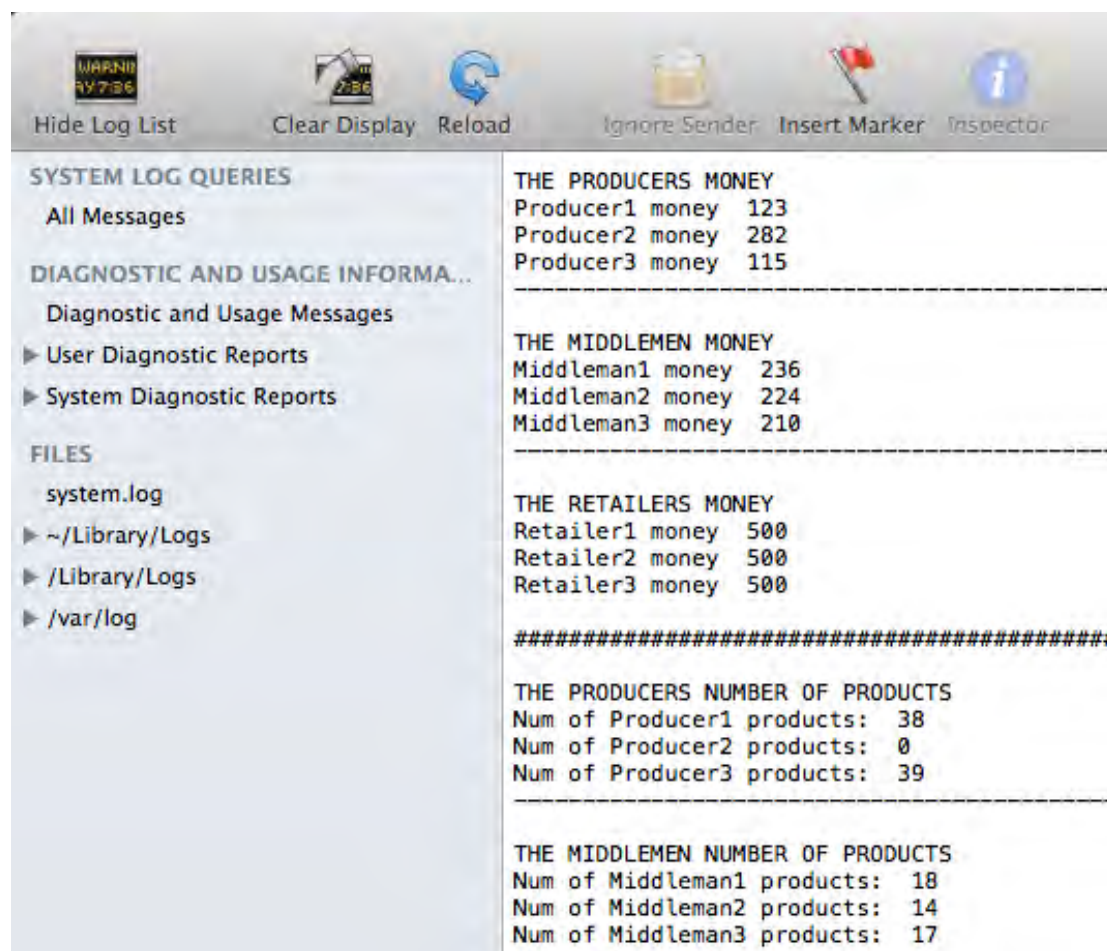 WARNIN
AY 7:36
7:36
Hide Log List
Clear Display
Reload
Ignore Sender
Insert Marker
Inspector
SYSTEM LOG QUERIES
All Messages
DIAGNOSTIC AND USAGE INFORMA...
Diagnostic and Usage Messages
User Diagnostic Reports
System Diagnostic Reports
FILES
system.log
~/Library/Logs
/Library/Logs
/var/log
THE PRODUCERS MONEY
Producer1 money 123
Producer2 money 282
Producer3 money 115
----------------------------------------
THE MIDDLEMEN MONEY
Middleman1 money 236
Middleman2 money 224
Middleman3 money 210
----------------------------------------
THE RETAILERS MONEY
Retailer1 money 500
Retailer2 money 500
Retailer3 money 500
############################################
THE PRODUCERS NUMBER OF PRODUCTS
Num of Producer1 products: 38
Num of Producer2 products: 0
Num of Producer3 products: 39
----------------------------------------
THE MIDDLEMEN NUMBER OF PRODUCTS
Num of Middleman1 products: 18
Num of Middleman2 products: 14
Num of Middleman3 products: 17